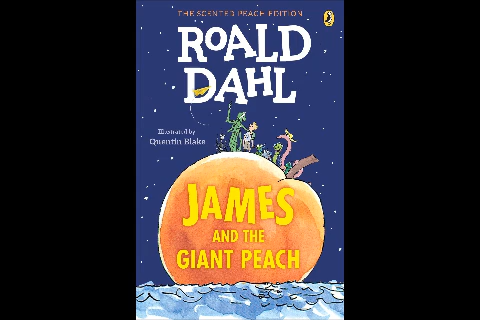 THE SCENTED PEACH EDITION
ROALD
DAHL
Illustrated by
Quentin Blake
JAMES
AND THE
GIANT PEACH